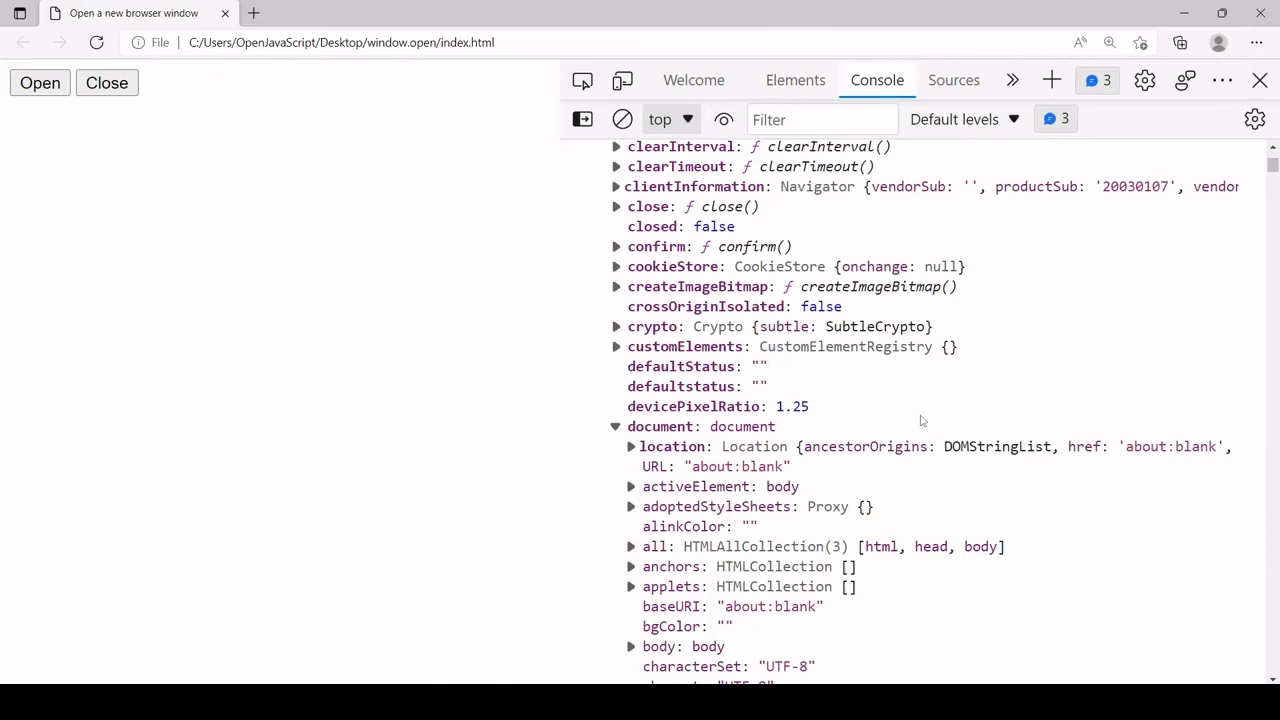 Open a new browser window
File
C:/Users/OpenJavaScript/Desktop/window.open/index.html
Open
Close
Welcome
Elements
Console
Sources
3
top
Filter
Default levels
3
clearInterval: ƒ clearInterval()
clearTimeout: ƒ clearTimeout()
clientInformation: Navigator {vendorSub: '', productSub: '20030107', vendor
close: ƒ close()
closed: false
confirm: ƒ confirm()
cookieStore: CookieStore {onchange: null}
createImageBitmap: ƒ createImageBitmap()
crossOriginIsolated: false
crypto: Crypto {subtle: SubtleCrypto}
customElements: CustomElementRegistry {}
defaultStatus: ""
defaultstatus: ""
devicePixelRatio: 1.25
document: document
location: Location {ancestorOrigins: DOMStringList, href: 'about:blank',
URL: "about:blank"
activeElement: body
adoptedStyleSheets: Proxy {}
alinkColor: ""
all: HTMLAllCollection(3) [html, head, body]
anchors: HTMLCollection []
applets: HTMLCollection []
baseURI: "about:blank"
bgColor: ""
body: body
characterSet: "UTF-8"